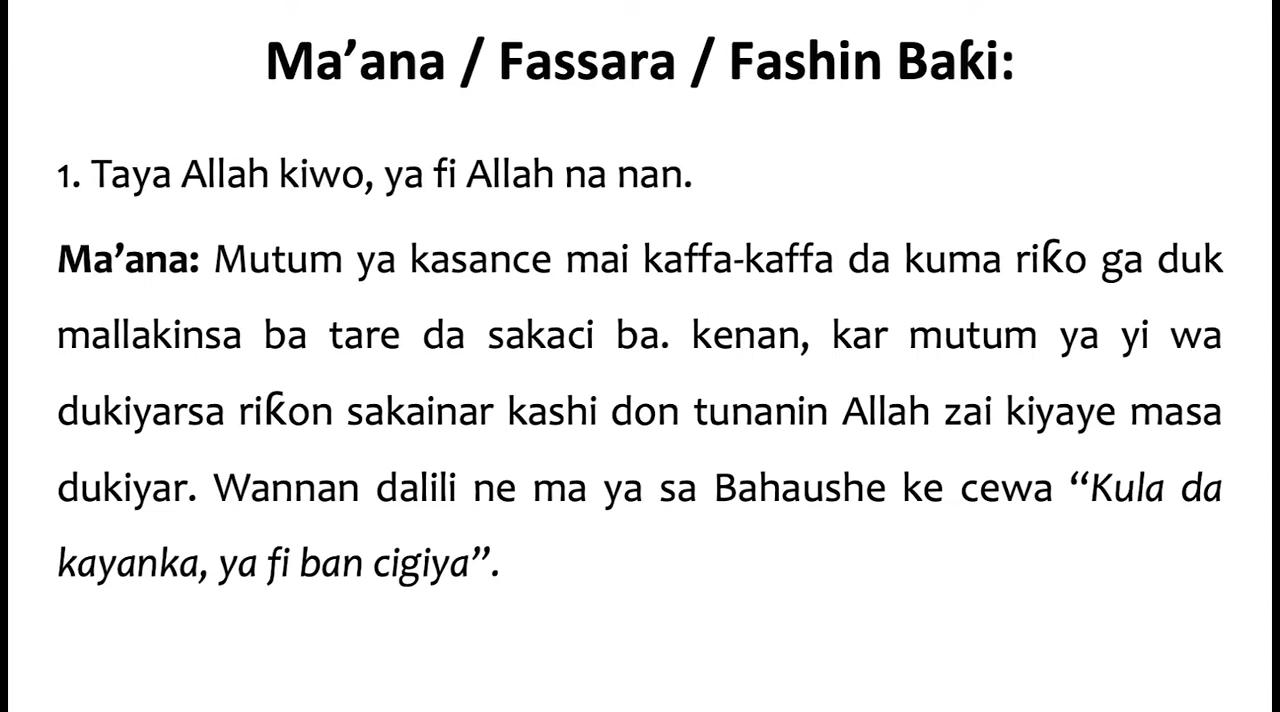 Ma’ana / Fassara / Fashin Baƙi:
1. Taya Allah kiwo, ya fi Allah na nan.
Ma’ana: Mutum ya kasance mai kaffa-kaffa da kuma riƘo ga duk
mallakinsa ba tare da sakaci ba. kenan, kar mutum ya yi wa
dukiyarsa riƘon sakainar kashi don tunanin Allah zai kiyaye masa
dukiyar. Wannan dalili ne ma ya sa Bahaushe ke cewa “Kula da
kayanka, ya fi ban cigiya”.